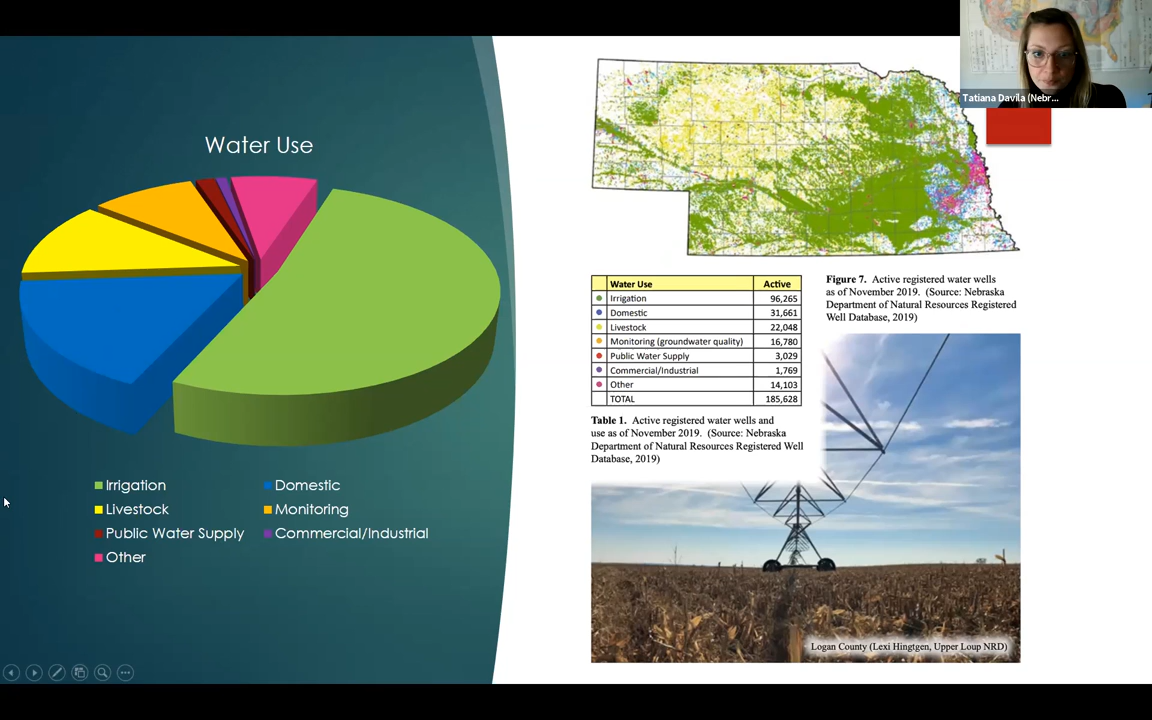 Tatiana Davila (Nebr...
Water Use
Irrigation
Domestic
Livestock
Monitoring
Public Water Supply
Commercial/Industrial
Other
Water Use Active
Irrigation 96,265
Domestic 31,661
Livestock 22,048
Monitoring (groundwater quality) 16,780
Public Water Supply 3,029
Commercial/Industrial 1,769
Other 14,103
TOTAL 185,628
Figure 7. Active registered water wells
as of November 2019. (Source: Nebraska
Department of Natural Resources Registered
Well Database, 2019)
Table 1. Active registered water wells and
use as of November 2019. (Source: Nebraska
Department of Natural Resources Registered Well
Database, 2019)
Logan County (Lexi Hingtgen, Upper Loup NRD)